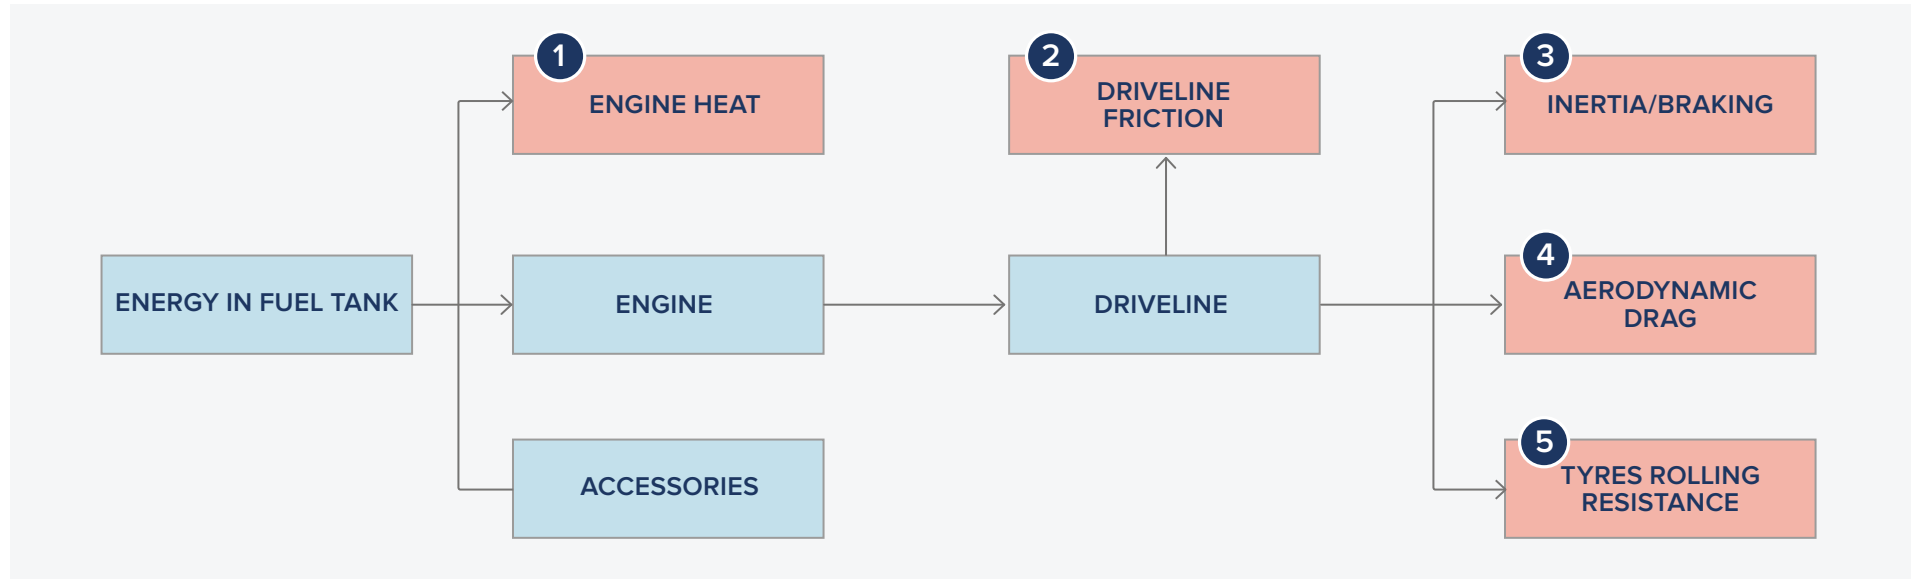 1
ENGINE HEAT
2
DRIVELINE
FRICTION
3
INERTIA/BRAKING
ENERGY IN FUEL TANK
ENGINE
DRIVELINE
4
AERODYNAMIC
DRAG
ACCESSORIES
5
TYRES ROLLING
RESISTANCE